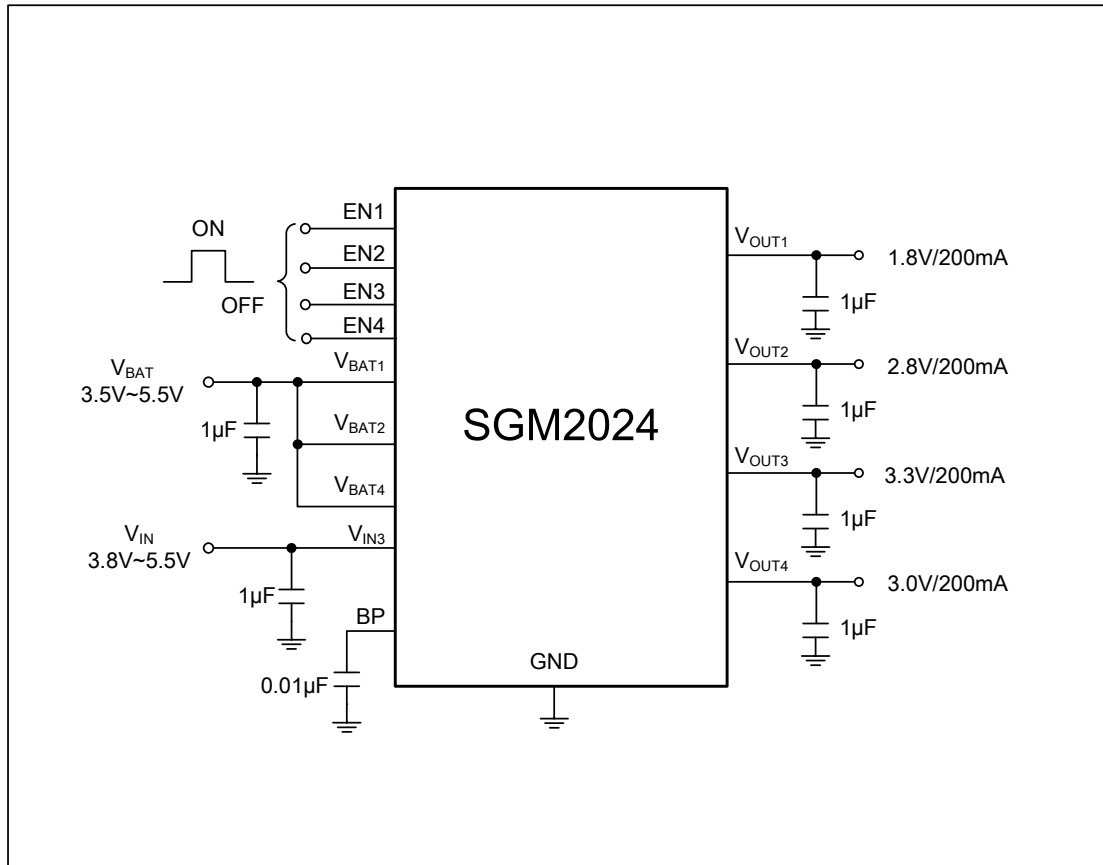 ON
OFF
EN1
EN2
EN3
EN4
VBAT
3.5V~5.5V
1µF
VBAT1
VBAT2
VBAT4
VIN
3.8V~5.5V
1µF
VIN3
BP
0.01µF
SGM2024
GND
VOUT1
1.8V/200mA
1µF
VOUT2
2.8V/200mA
1µF
VOUT3
3.3V/200mA
1µF
VOUT4
3.0V/200mA
1µF